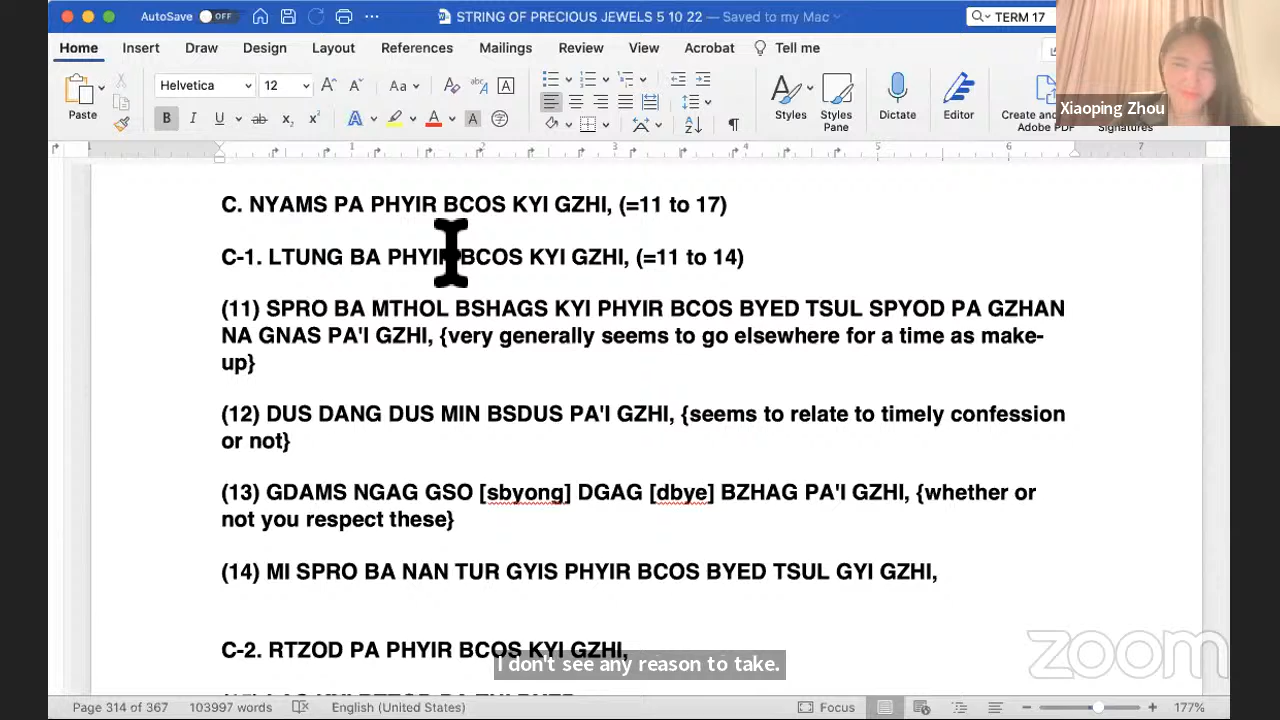 AutoSave OFF STRING OF PRECIOUS JEWELS 5 10 22 — Saved to my Mac TERM 17
Home Insert Draw Design Layout References Mailings Review View Acrobat Tell me
Paste Helvetica 12 Styles Styles Pane Dictate Editor Create and Adobe PDF Signatures
Xiaoping Zhou
1 1 2 3 4 5 6 7
C. NYAMS PA PHYIR BCOS KYI GZHI, (=11 to 17)
C-1. LTUNG BA PHYIR BCOS KYI GZHI, (=11 to 14)
(11) SPRO BA MTHOL BSHAGS KYI PHYIR BCOS BYED TSUL SPYOD PA GZHAN
NA GNAS PA'I GZHI, {very generally seems to go elsewhere for a time as make-
up}
(12) DUS DANG DUS MIN BSDUS PA'I GZHI, {seems to relate to timely confession
or not}
(13) GDAMS NGAG GSO [sbyong] DGAG [dbye] BZHAG PA'I GZHI, {whether or
not you respect these}
(14) MI SPRO BA NAN TUR GYIS PHYIR BCOS BYED TSUL GYI GZHI,
C-2. RTZOD PA PHYIR BCOS KYI GZHI,
I don't see any reason to take.
zoom
Page 314 of 367 103997 words English (United States) Focus 177%